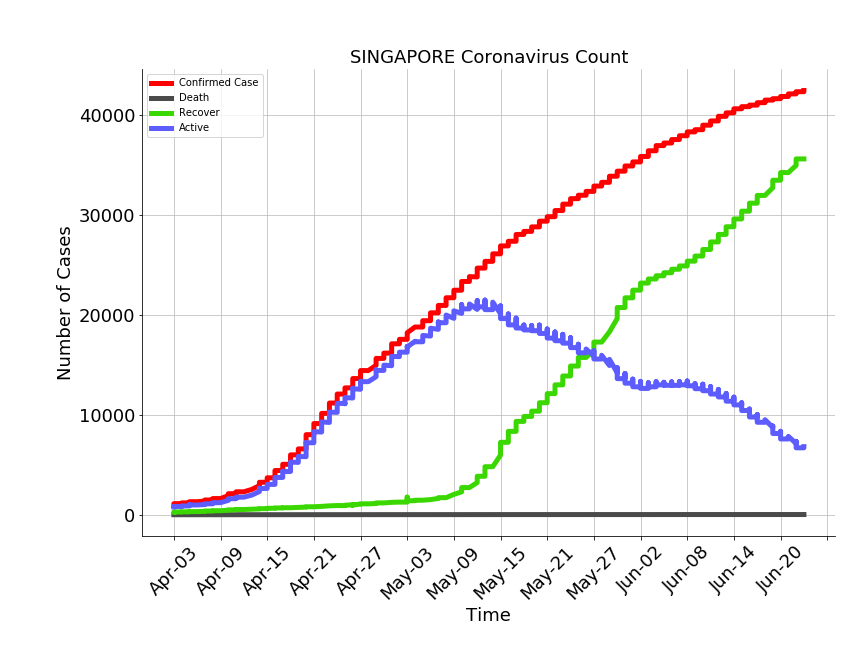 SINGAPORE Coronavirus Count
Confirmed Case
Death
Recover
Active
Number of Cases
40000
30000
20000
10000
0
Apr-03 Apr-09 Apr-15 Apr-21 Apr-27 May-03 May-09 May-15 May-21 May-27 Jun-02 Jun-08 Jun-14 Jun-20
Time